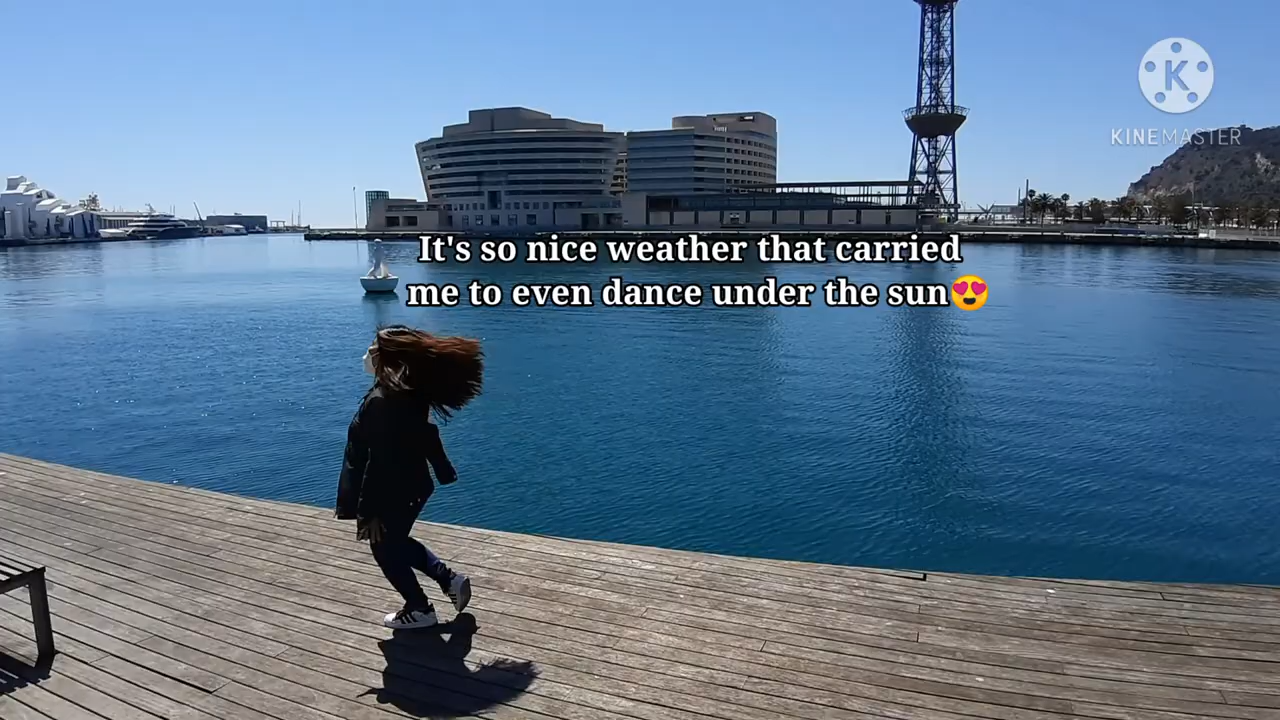 K
KINEMASTER
It's so nice weather that carried
me to even dance under the sun😍